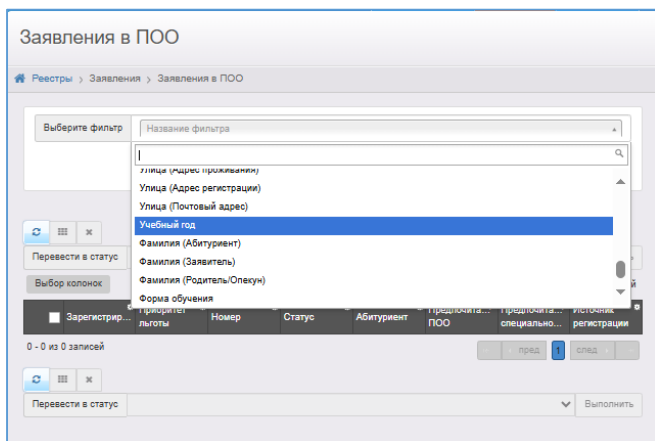 Заявления в ПОО
Реестры > Заявления > Заявления в ПОО
Выберите фильтр Название фильтра
Улица (Адрес проживания)
Улица (Адрес регистрации)
Улица (Почтовый адрес)
Учебный год
Фамилия (Абитуриент)
Перевести в статус
Фамилия (Заявитель)
Выбор колонок
Фамилия (Родитель/Опекун)
й
Форма обучения
Зарегистрир... Приоритет льготы Номер Статус Абитуриент Предпочита... ПОО Предпочита... специально... Источник регистрации
0 - 0 из 0 записей
‹ пред 1 след ›
Перевести в статус Выполнить